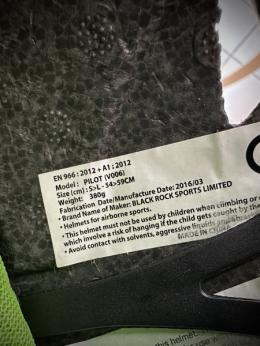 EN 966 : 2012 + A1 : 2012
Model : PILOT (V006)
Size (cm) : S>L - 54>59CM
Weight: 380g
Fabrication Date/Manufacture Date: 2016/03
• Brand Name of Maker: BLACK ROCK SPORTS LIMITED
• Helmets for airborne sports.
• This helmet must not be used by children when climbing or
which involve a risk of hanging if the child gets caught by the
• Avoid contact with solvents, aggressive liquids
MADE IN CHINA
this helmet